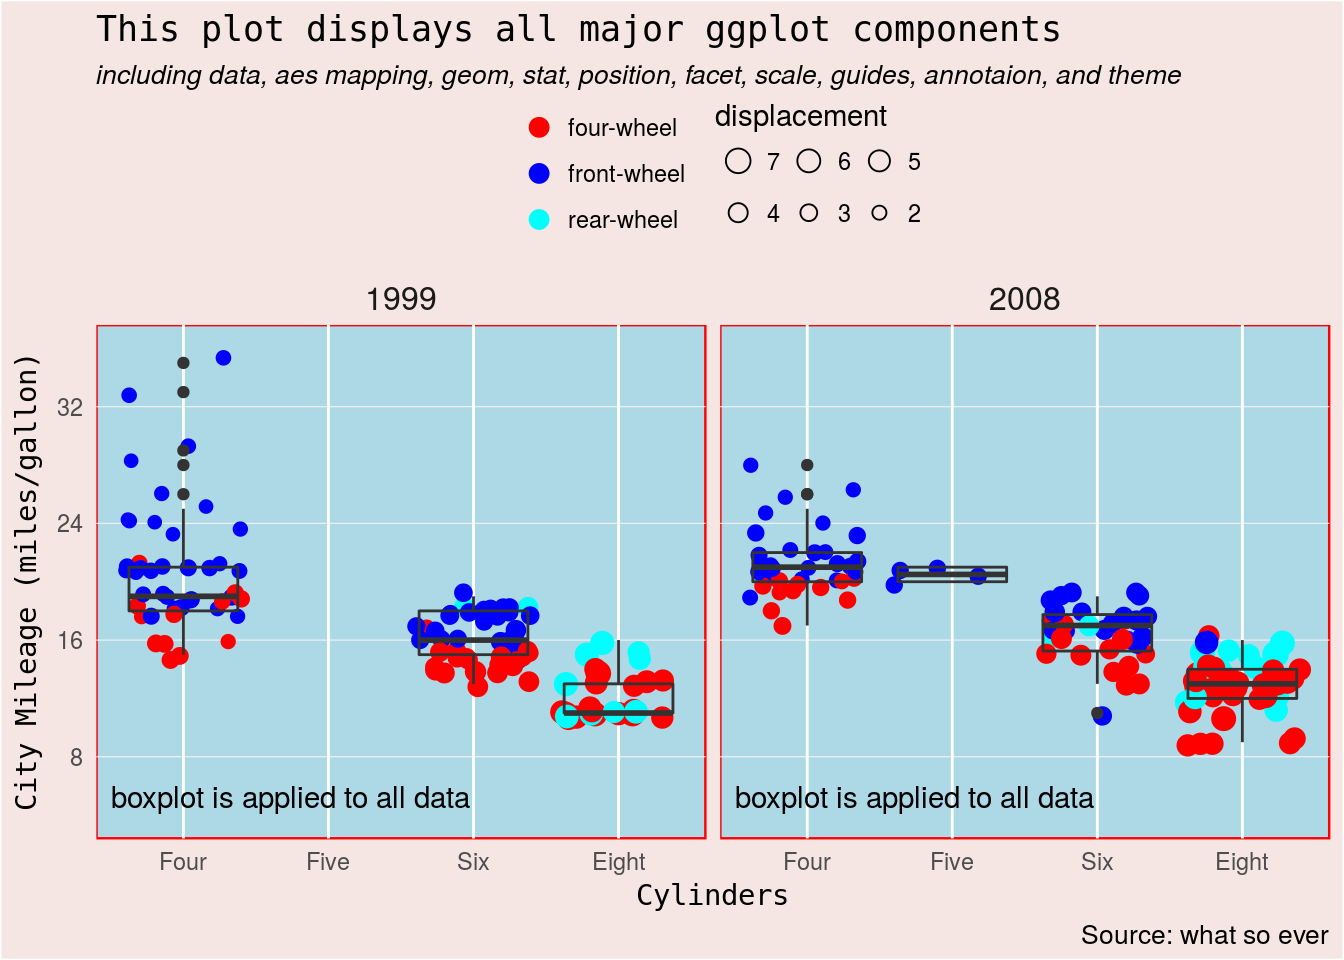 This plot displays all major ggplot components
including data, aes mapping, geom, stat, position, facet, scale, guides, annotaion, and theme
four-wheel
front-wheel
rear-wheel
displacement
7 6 5
4 3 2
1999
2008
City Mileage (miles/gallon)
32
24
16
8
boxplot is applied to all data
boxplot is applied to all data
Four Five Six Eight
Four Five Six Eight
Cylinders
Source: what so ever